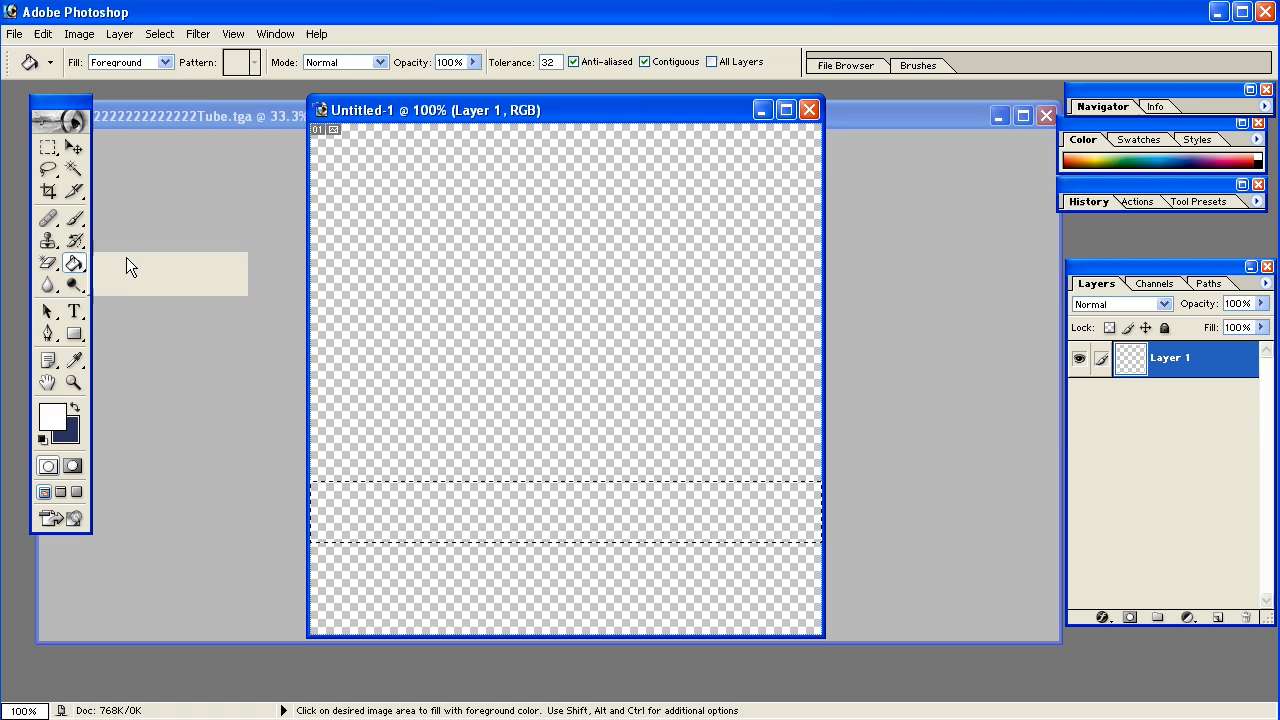 Adobe Photoshop
File Edit Image Layer Select Filter View Window Help
Fill: Foreground Pattern: Mode: Normal Opacity: 100% Tolerance: 32 Anti-aliased Contiguous All Layers File Browser Brushes
2222222222222Tube.tga @ 33.3%
Untitled-1 @ 100% (Layer 1, RGB)
01
Navigator Info
Color Swatches Styles
History Actions Tool Presets
Layers Channels Paths
Normal Opacity: 100%
Lock: Fill: 100%
Layer 1
T
100% Doc: 768K/0K Click on desired image area to fill with foreground color. Use Shift, Alt and Ctrl for additional options